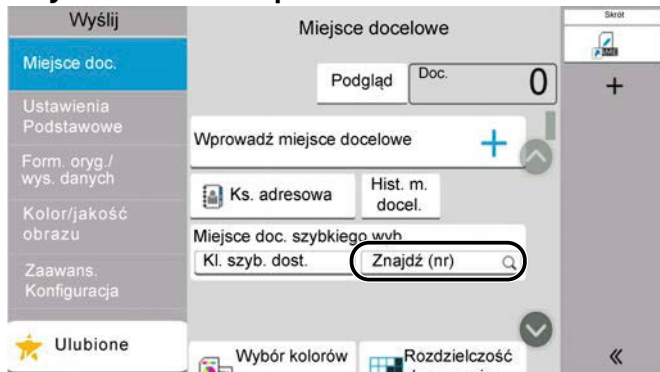 Wyślij
Miejsce docelowe
Skrót
Miejsce doc.
Podgląd
Doc.
0
Ustawienia
Podstawowe
Wprowadź miejsce docelowe
Form. oryg./
wys. danych
Ks. adresowa
Hist. m.
docel.
Kolor/jakość
obrazu
Miejsce doc. szybkiego wyb.
Kl. szyb. dost.
Znajdź (nr)
Zaawans.
Konfiguracja
Ulubione
Wybór kolorów
Rozdzielczość